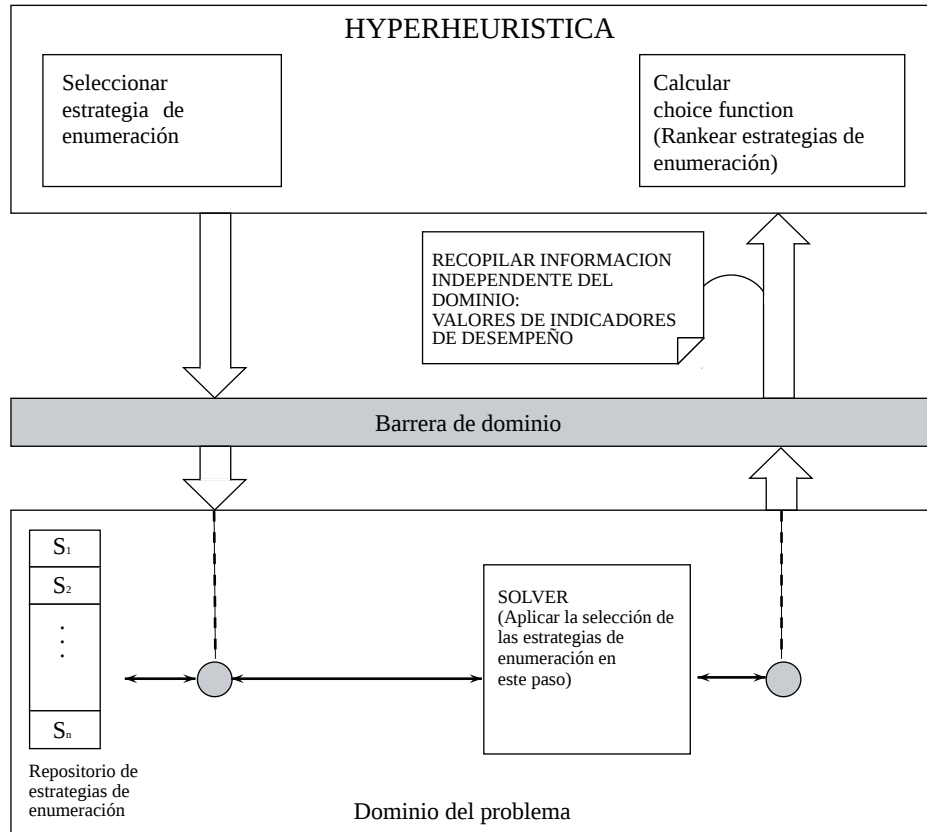 HYPERHEURISTICA
Seleccionar
estrategia de
enumeración
Calcular
choice function
(Rankear estrategias de
enumeración)
RECOPILAR INFORMACION
INDEPENDENTE DEL
DOMINIO:
VALORES DE INDICADORES
DE DESEMPEÑO
Barrera de dominio
S1
S2
⋮
Sn
Repositorio de
estrategias de
enumeración
SOLVER
(Aplicar la selección de
las estrategias de
enumeración en
este paso)
Dominio del problema